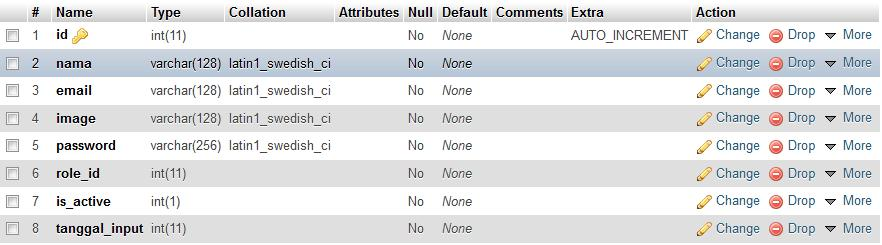 # Name Type Collation Attributes Null Default Comments Extra Action
1 id int(11) No None AUTO_INCREMENT Change Drop More
2 nama varchar(128) latin1_swedish_ci No None Change Drop More
3 email varchar(128) latin1_swedish_ci No None Change Drop More
4 image varchar(128) latin1_swedish_ci No None Change Drop More
5 password varchar(256) latin1_swedish_ci No None Change Drop More
6 role_id int(11) No None Change Drop More
7 is_active int(1) No None Change Drop More
8 tanggal_input int(11) No None Change Drop More